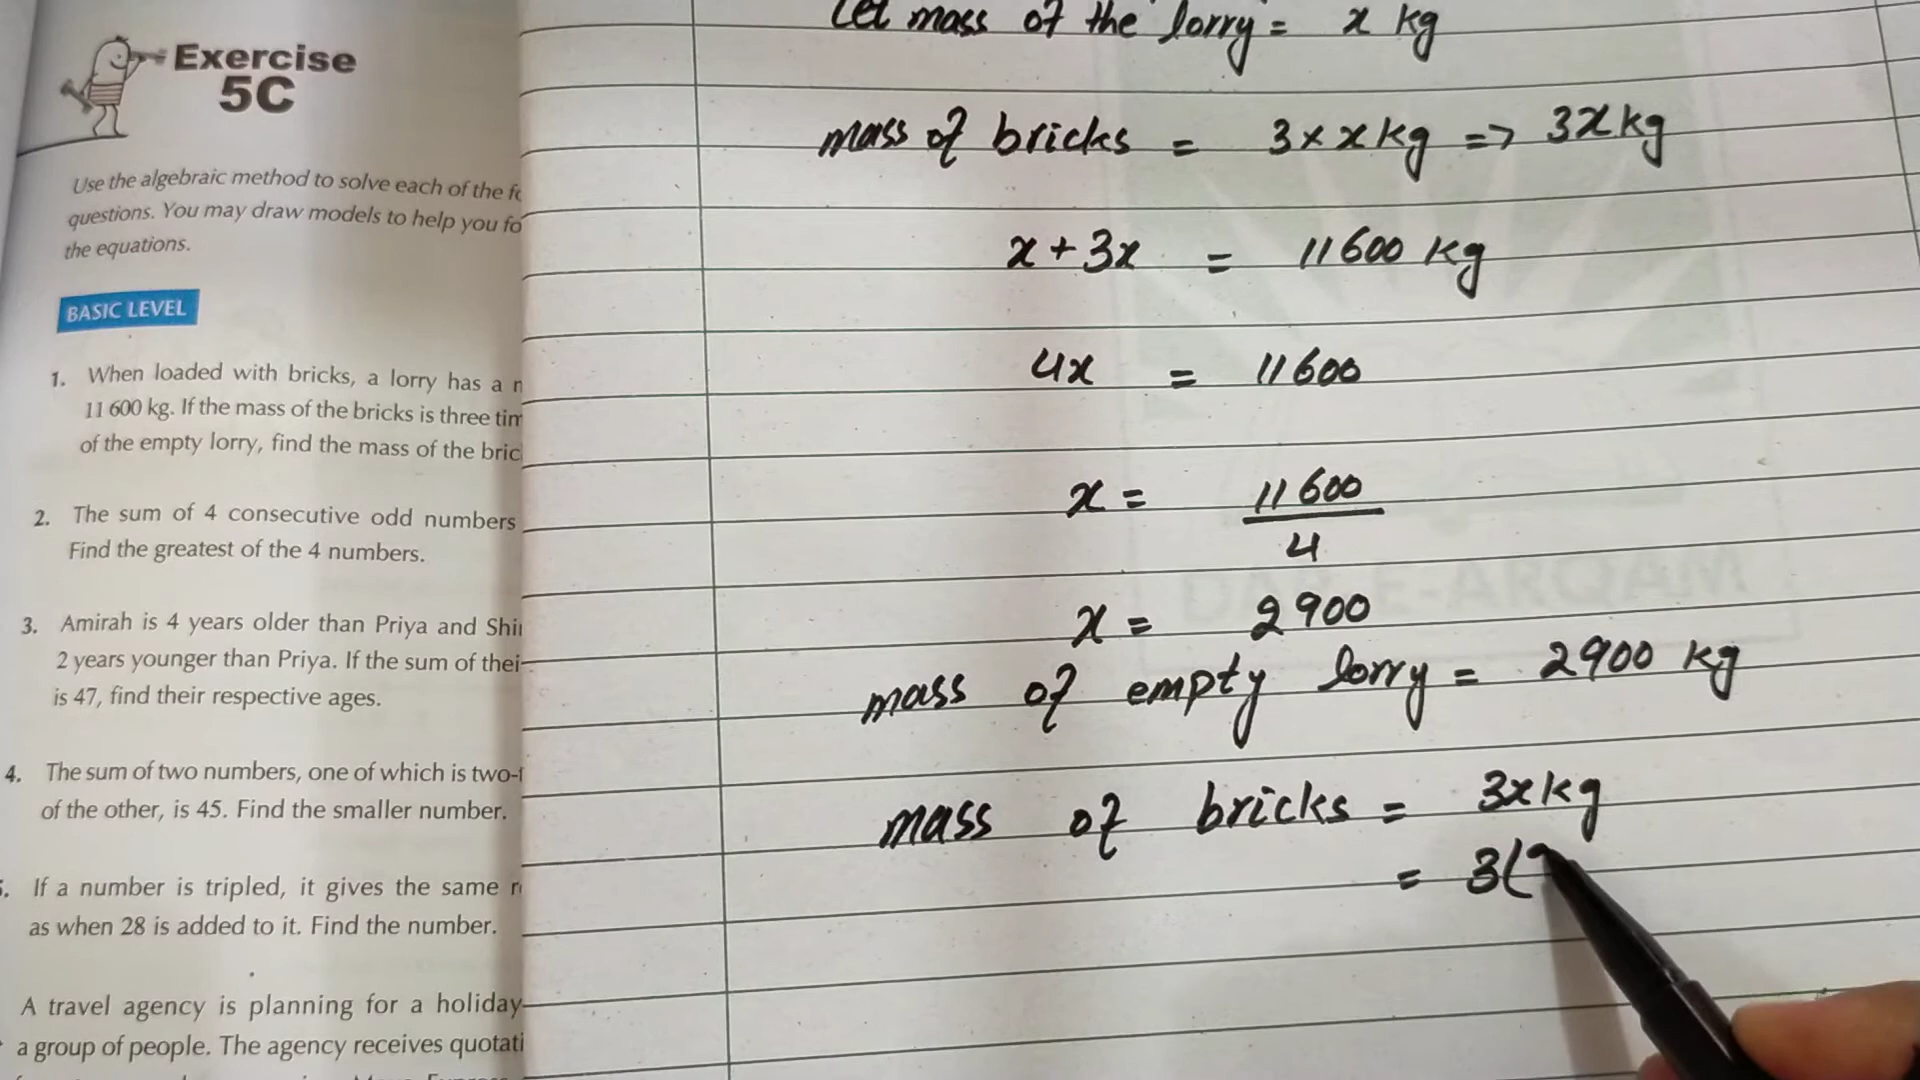 Exercise
5C
Use the algebraic method to solve each of the
questions. You may draw models to help you
the equations.
BASIC LEVEL
1. When loaded with bricks, a lorry has a
11 600 kg. If the mass of the bricks is three
of the empty lorry, find the mass of the
2. The sum of 4 consecutive odd numbers
Find the greatest of the 4 numbers.
3. Amirah is 4 years older than Priya and
2 years younger than Priya. If the sum of
is 47, find their respective ages.
4. The sum of two numbers, one of which is
of the other, is 45. Find the smaller number.
If a number is tripled, it gives the same
as when 28 is added to it. Find the number.
A travel agency is planning for a holiday
a group of people. The agency receives
Let mass of the lorry = x kg
mass of bricks = 3 × x kg => 3x kg
x + 3x = 11600 kg
4x = 11600
x = 11600
4
x = 2900
mass of empty lorry = 2900 kg
mass of bricks = 3x kg
= 3(
DAR-E-ARQAM